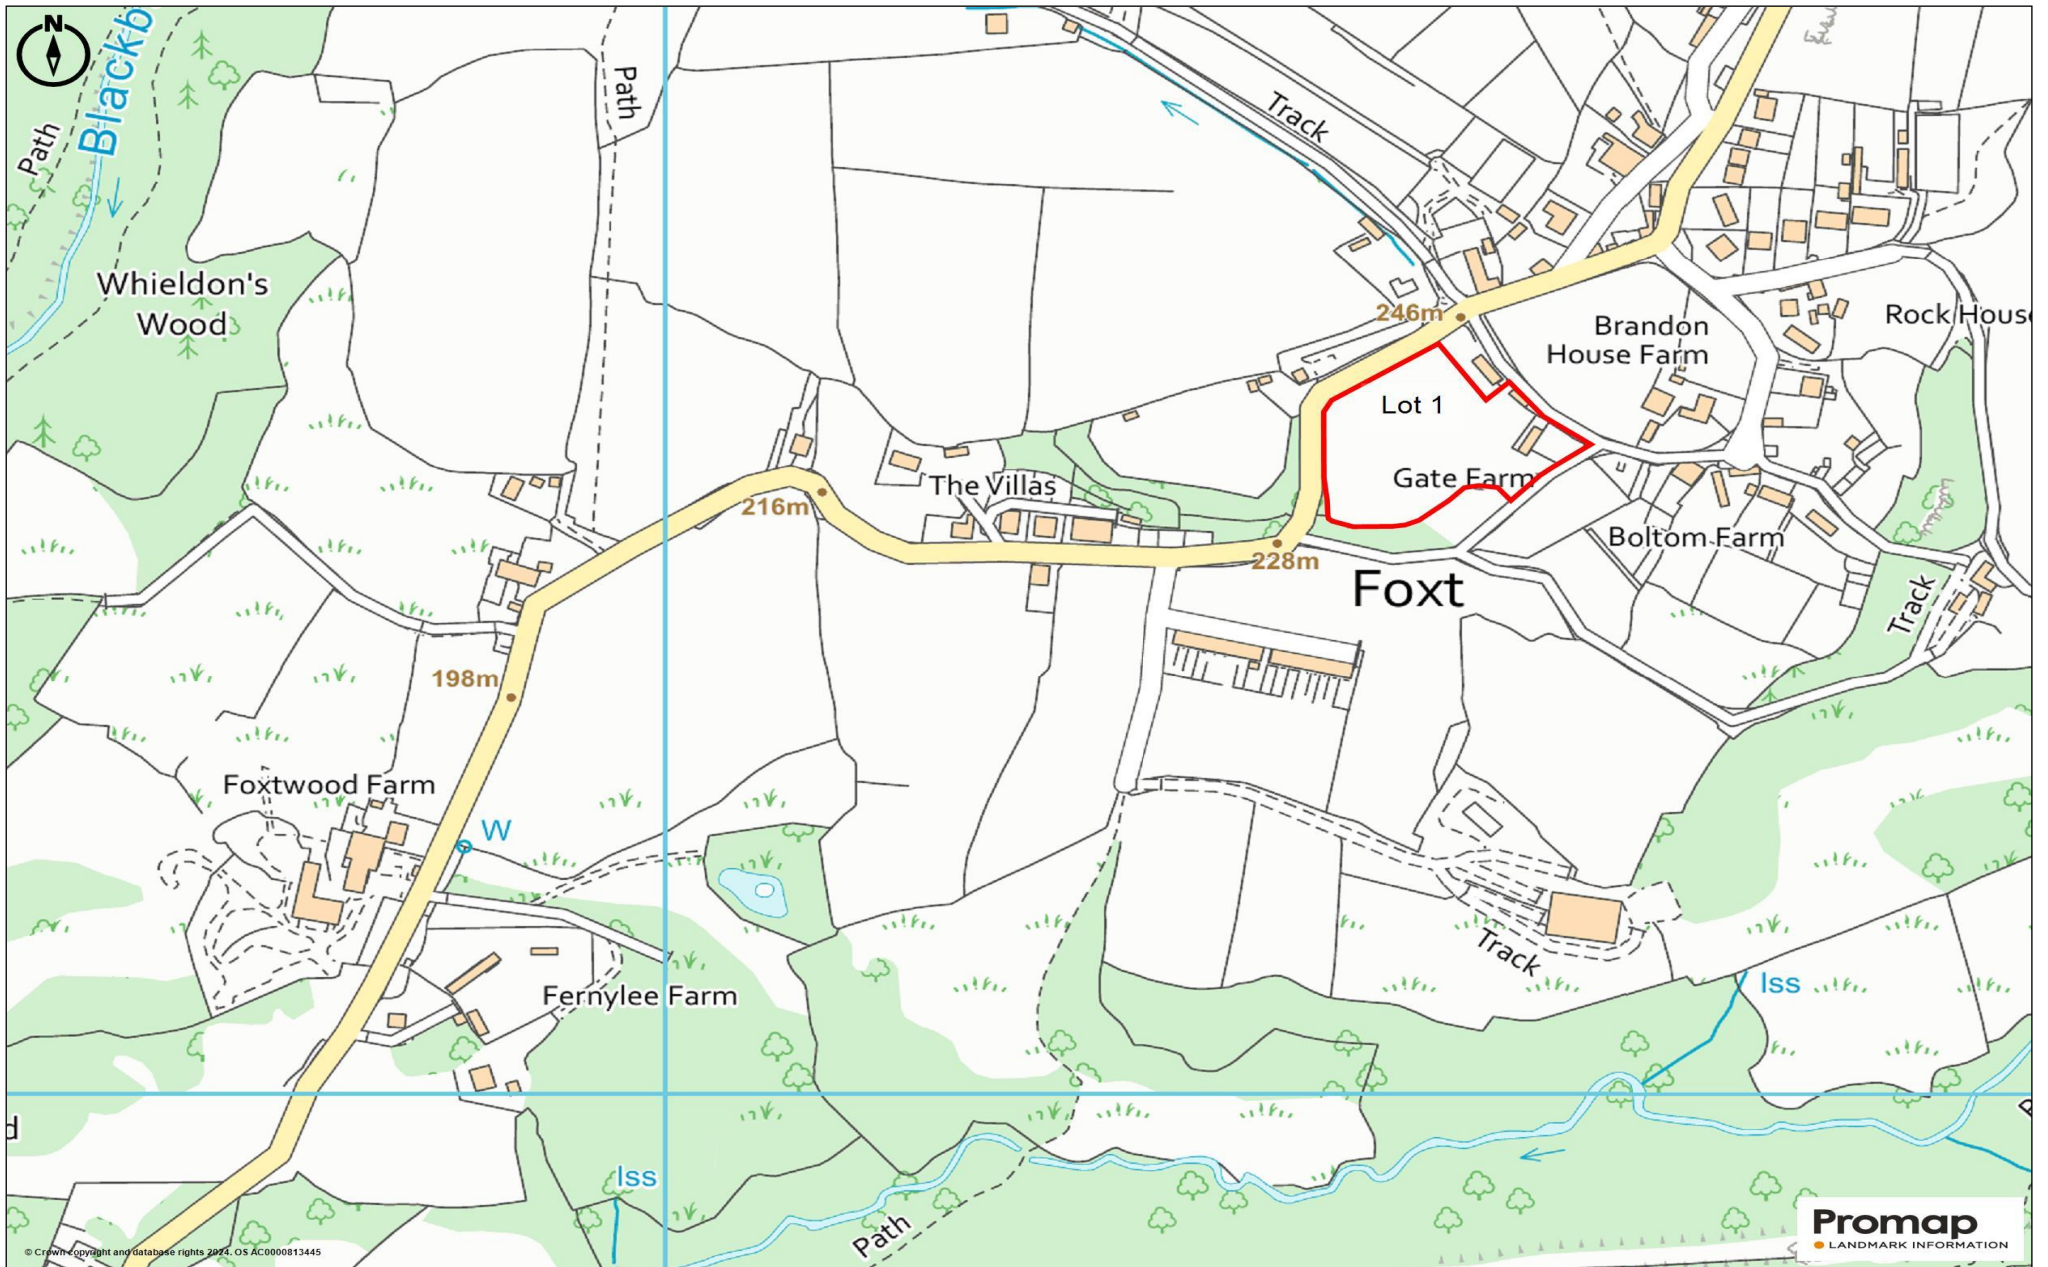 N
Blackb
Path
Path
Track
Whieldon's
Wood
246m
Brandon
House Farm
Rock House
Lot 1
Gate Farm
The Villas
216m
228m
Boltom Farm
Foxt
Track
198m
Foxtwood Farm
W
Track
Fernylee Farm
Iss
d
Iss
Path
Promap
LANDMARK INFORMATION
© Crown copyright and database rights 2024. OS AC0000813445